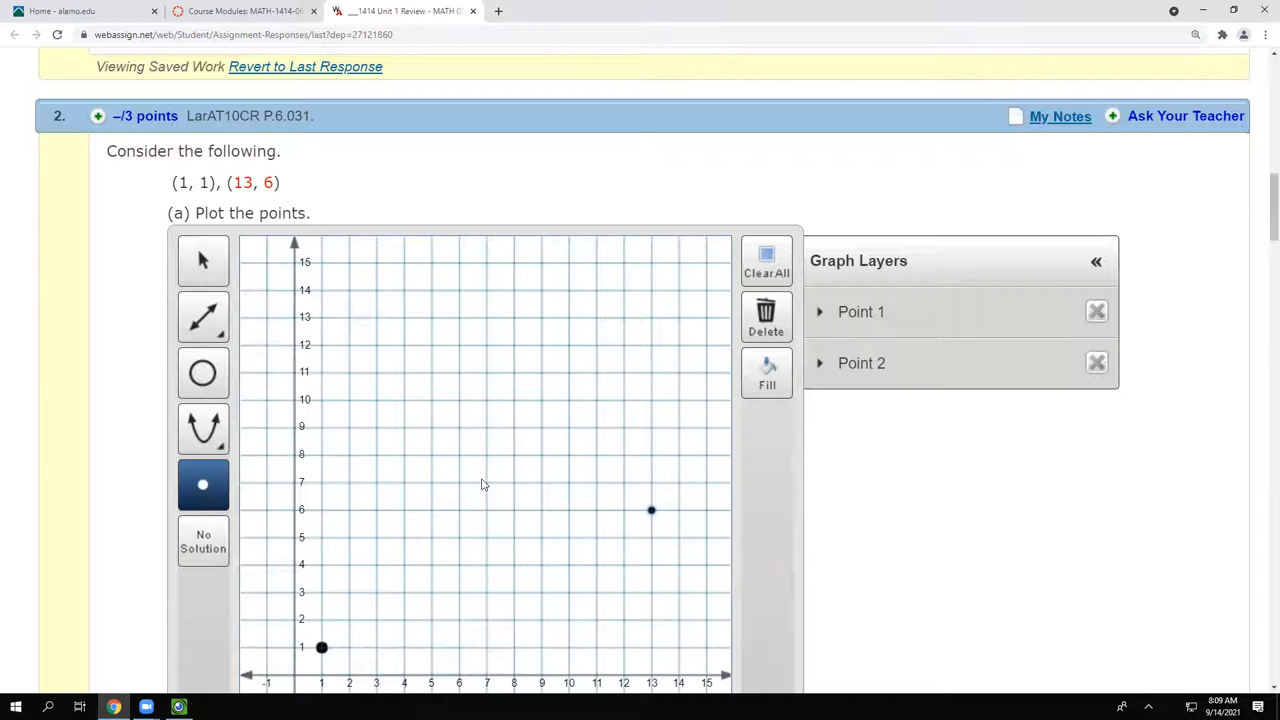 Home - alamo.edu
Course Modules: MATH-1414-06
__1414 Unit 1 Review - MATH 0
webassign.net/web/Student/Assignment-Responses/last?dep=27121860
Viewing Saved Work Revert to Last Response
2. –/3 points LarAT10CR P.6.031. My Notes Ask Your Teacher
Consider the following.
(1, 1), (13, 6)
(a) Plot the points.
Clear All
Delete
Fill
No Solution
Graph Layers
Point 1
Point 2
15
14
13
12
11
10
9
8
7
6
5
4
3
2
1
-1 1 2 3 4 5 6 7 8 9 10 11 12 13 14 15
8:09 AM
9/14/2021